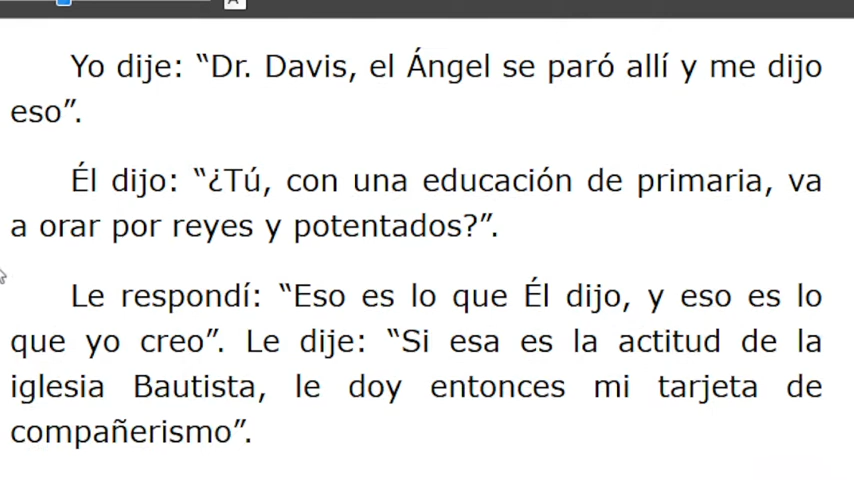 Yo dije: “Dr. Davis, el Ángel se paró allí y me dijo
eso”.
Él dijo: “¿Tú, con una educación de primaria, va
a orar por reyes y potentados?”.
Le respondí: “Eso es lo que Él dijo, y eso es lo
que yo creo”. Le dije: “Si esa es la actitud de la
iglesia Bautista, le doy entonces mi tarjeta de
compañerismo”.